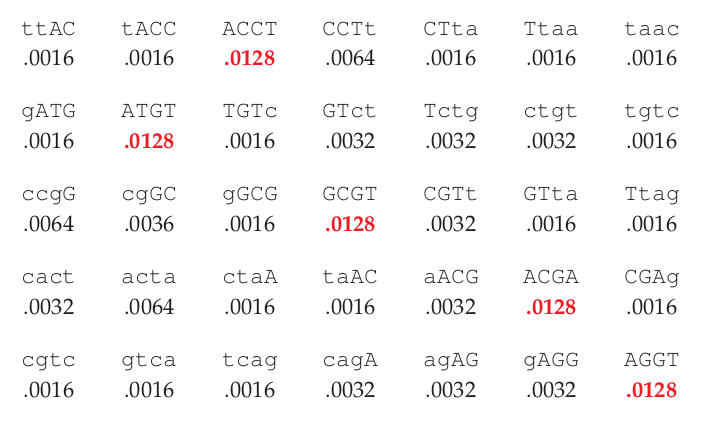 ttAC tACC ACCT CCTt CTta Ttaa taac
.0016 .0016 .0128 .0064 .0016 .0016 .0016
gATG ATGT TGTc GTct Tctg ctgt tgtc
.0016 .0128 .0016 .0032 .0032 .0032 .0016
ccgG cgGC gGCG GCGT CGTt GTta Ttag
.0064 .0036 .0016 .0128 .0032 .0016 .0016
cact acta ctaA taAC aACG ACGA CGAg
.0032 .0064 .0016 .0016 .0032 .0128 .0016
cgtc gtca tcag cagA agAG gAGG AGGT
.0016 .0016 .0016 .0032 .0032 .0032 .0128